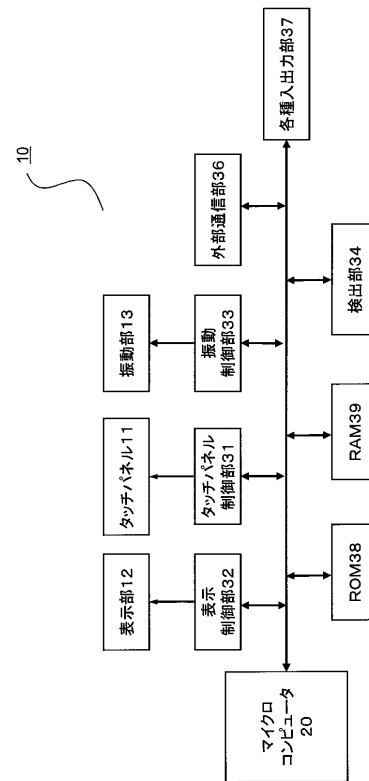 10
表示部12
タッチパネル11
振動部13
表示
制御部32
タッチパネル
制御部31
振動
制御部33
外部通信部36
マイクロ
コンピュータ
20
各種入出力部37
ROM38
RAM39
検出部34